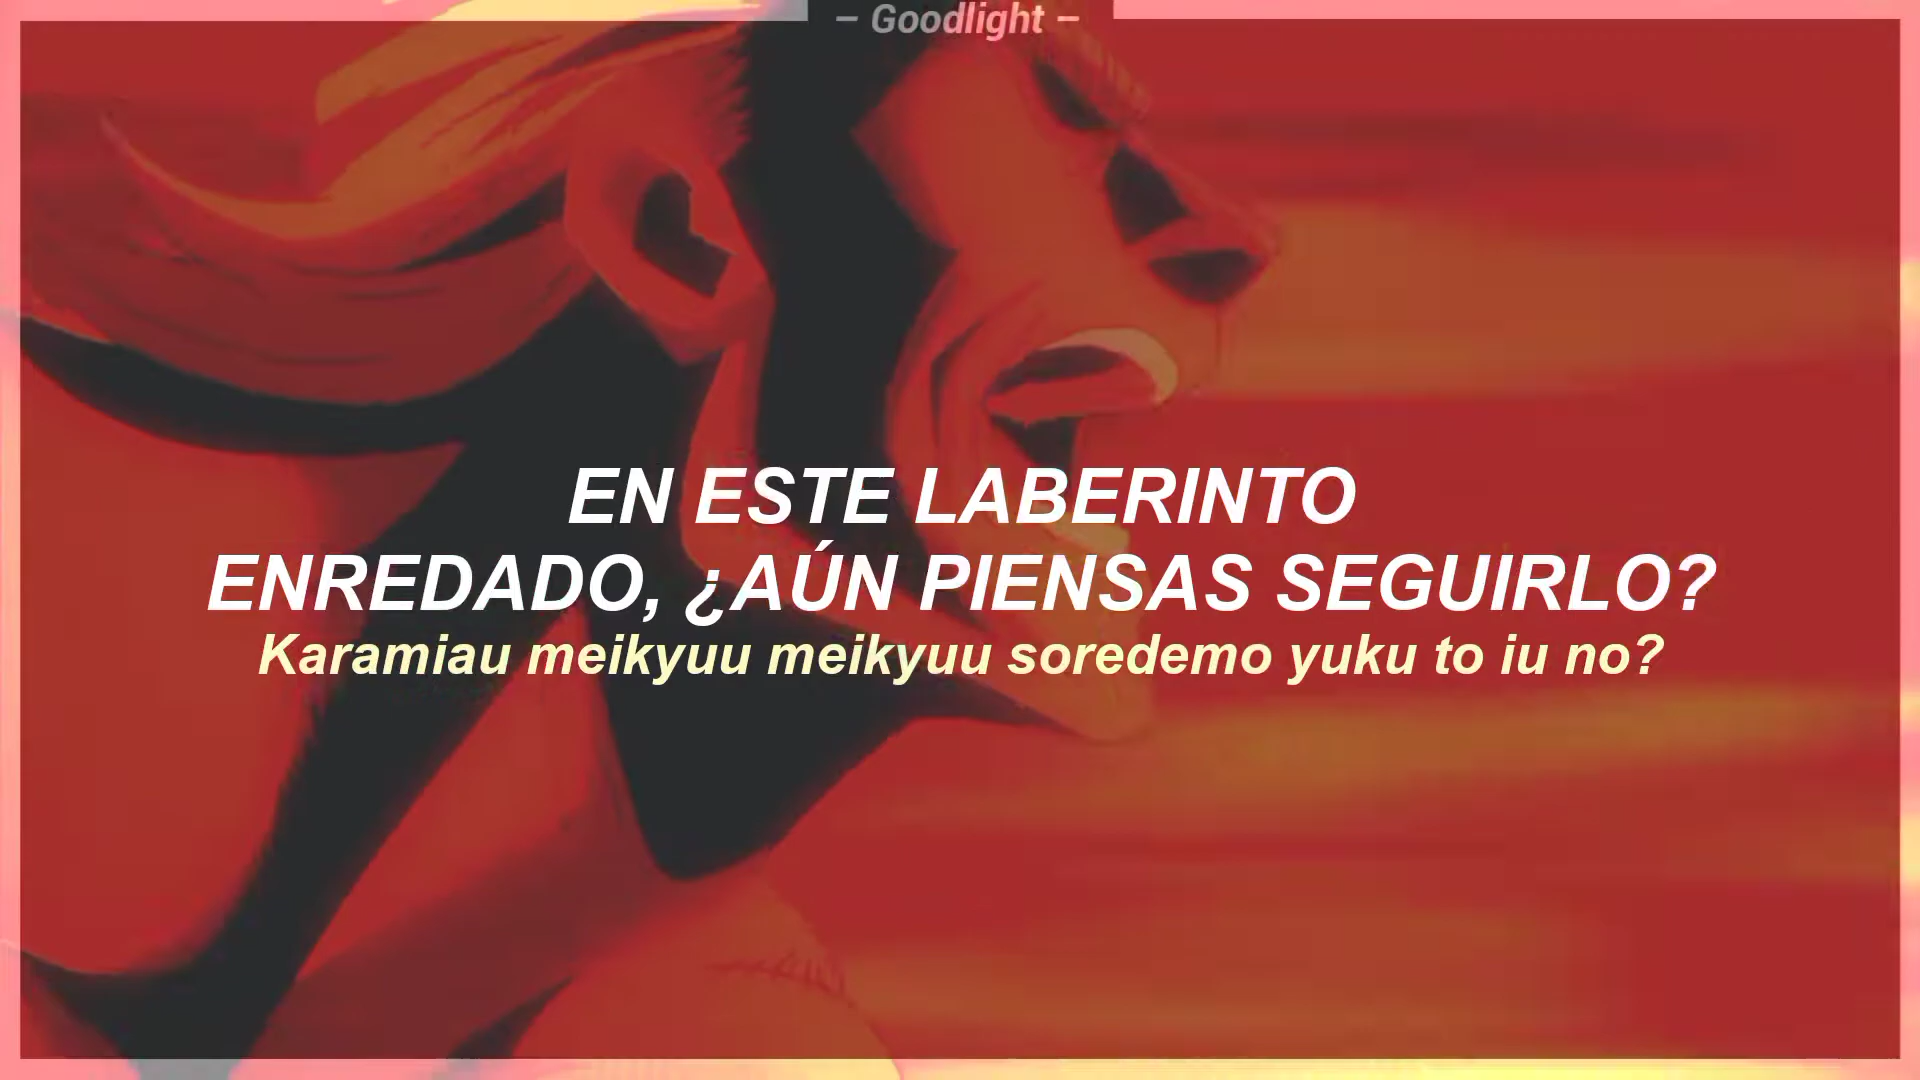 – Goodlight –
EN ESTE LABERINTO
ENREDADO, ¿AÚN PIENSAS SEGUIRLO?
Karamiau meikyuu meikyuu soredemo yuku to iu no?